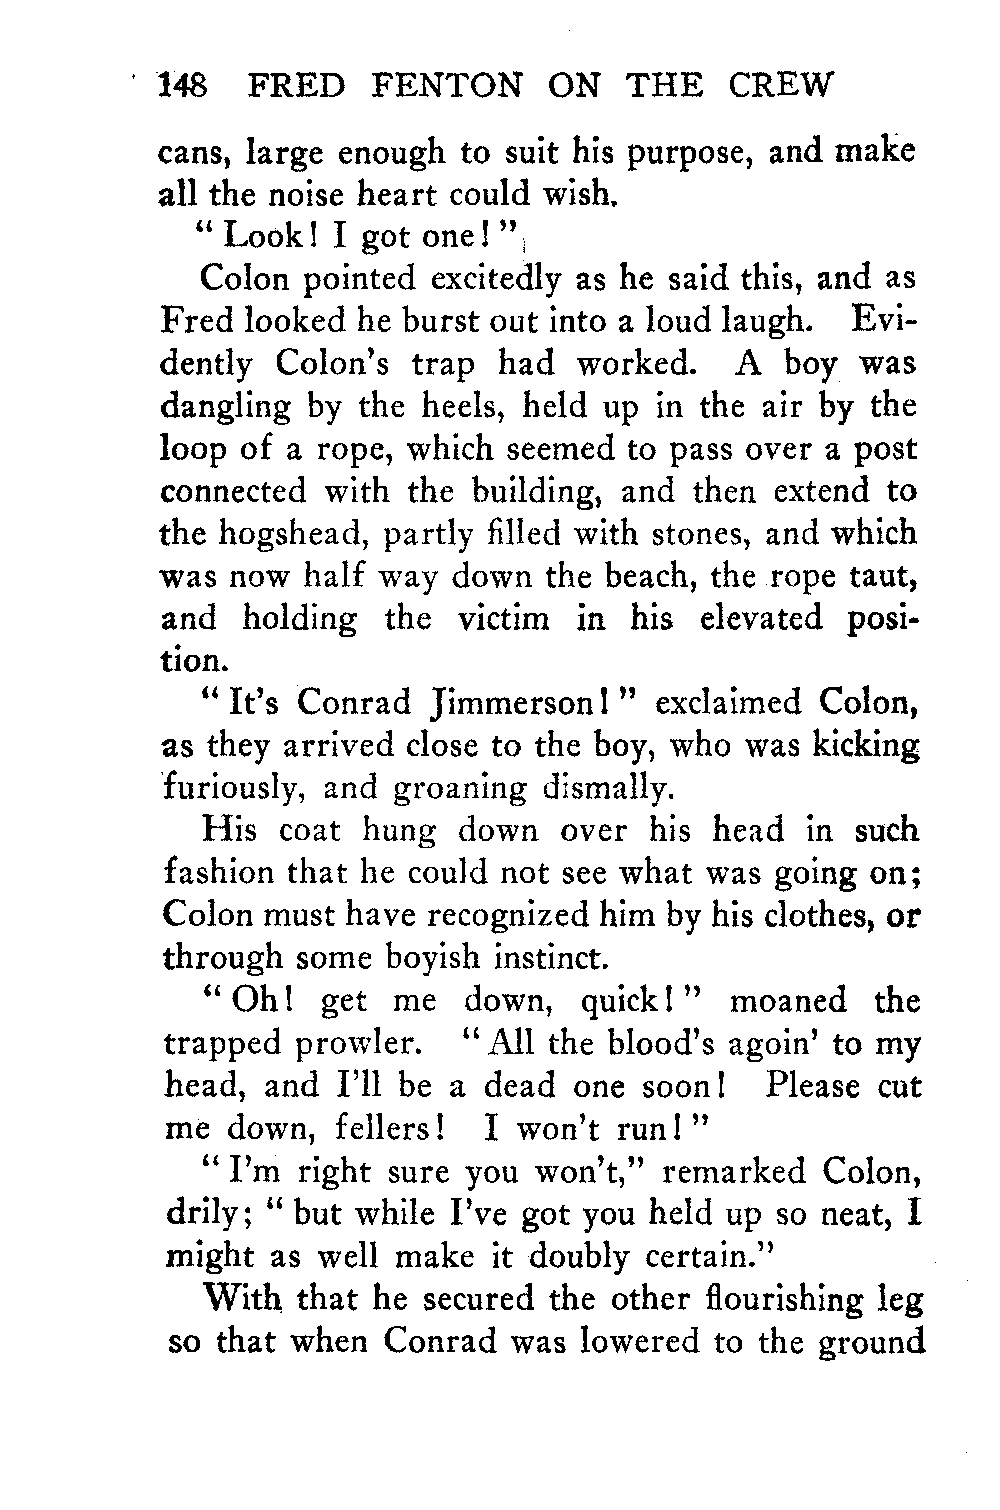 148 FRED FENTON ON THE CREW
cans, large enough to suit his purpose, and make
all the noise heart could wish.
" Look! I got one! "
Colon pointed excitedly as he said this, and as
Fred looked he burst out into a loud laugh. Evi-
dently Colon's trap had worked. A boy was
dangling by the heels, held up in the air by the
loop of a rope, which seemed to pass over a post
connected with the building, and then extend to
the hogshead, partly filled with stones, and which
was now half way down the beach, the rope taut,
and holding the victim in his elevated posi-
tion.
" It's Conrad Jimmerson! " exclaimed Colon,
as they arrived close to the boy, who was kicking
furiously, and groaning dismally.
His coat hung down over his head in such
fashion that he could not see what was going on;
Colon must have recognized him by his clothes, or
through some boyish instinct.
" Oh! get me down, quick! " moaned the
trapped prowler. " All the blood's agoin' to my
head, and I'll be a dead one soon! Please cut
me down, fellers! I won't run! "
" I'm right sure you won't," remarked Colon,
drily; " but while I've got you held up so neat, I
might as well make it doubly certain."
With that he secured the other flourishing leg
so that when Conrad was lowered to the ground